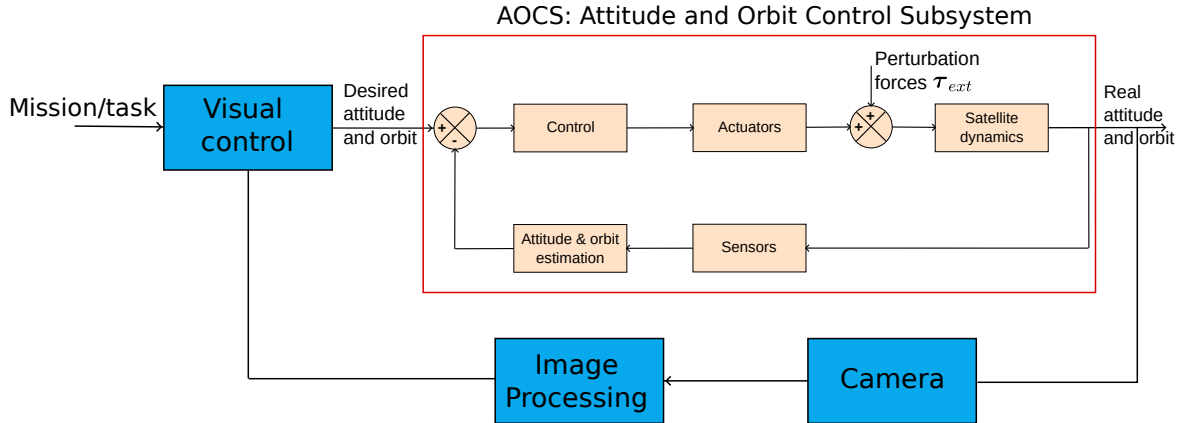 AOCS: Attitude and Orbit Control Subsystem
Mission/task
Visual
control
Desired
attitude
and orbit
+
-
Control
Actuators
Perturbation
forces τext
+
+
Satellite
dynamics
Real
attitude
and orbit
Attitude & orbit
estimation
Sensors
Image
Processing
Camera